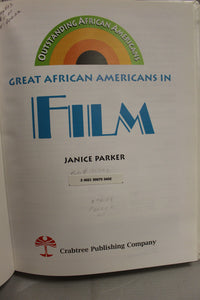 OUTSTANDING AFRICAN AMERICANS
GREAT AFRICAN AMERICANS IN
FILM
JANICE PARKER
Crabtree Publishing Company